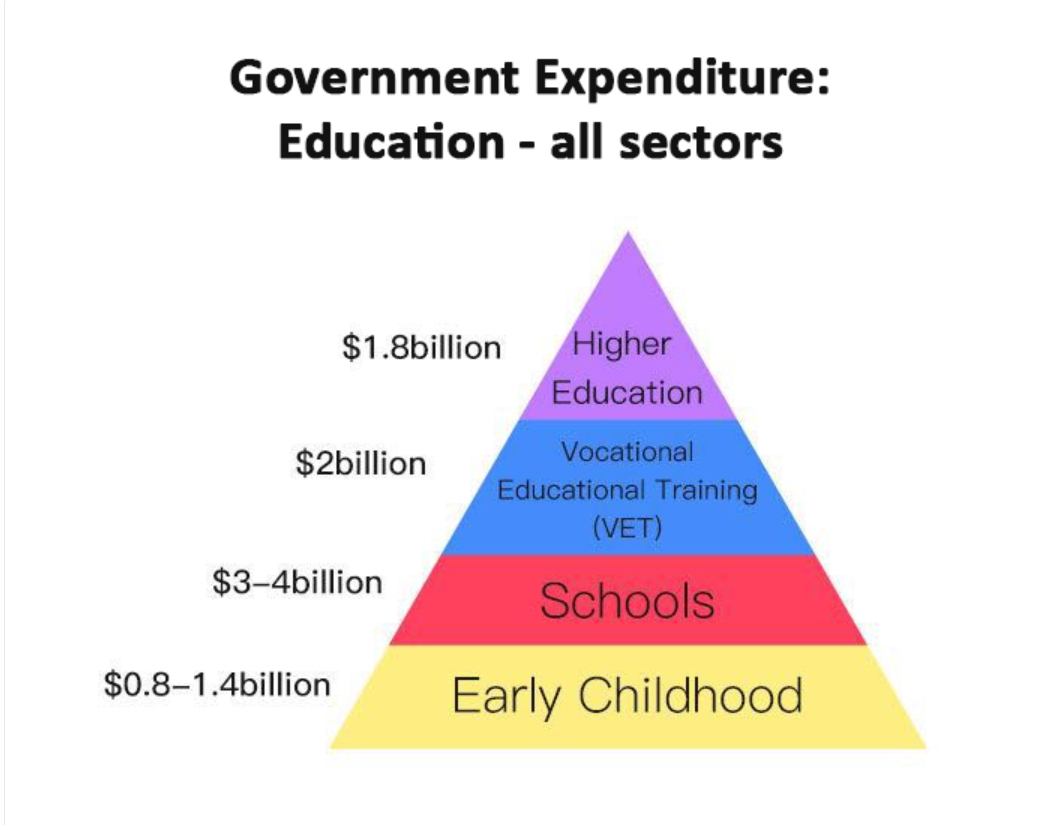 Government Expenditure:
Education - all sectors
$1.8billion
Higher
Education
$2billion
Vocational
Educational Training
(VET)
$3–4billion
Schools
$0.8–1.4billion
Early Childhood